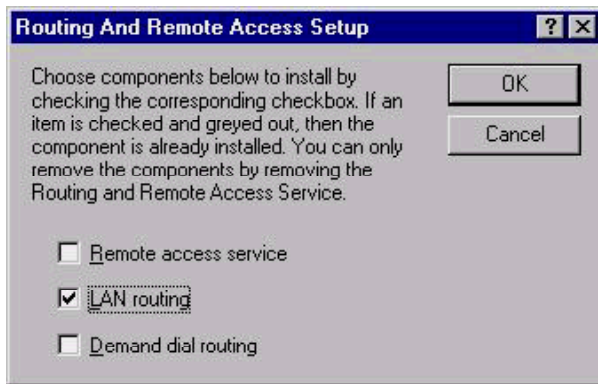 Routing And Remote Access Setup
Choose components below to install by
checking the corresponding checkbox. If an
item is checked and greyed out, then the
component is already installed. You can only
remove the components by removing the
Routing and Remote Access Service.
OK
Cancel
Remote access service
LAN routing
Demand dial routing